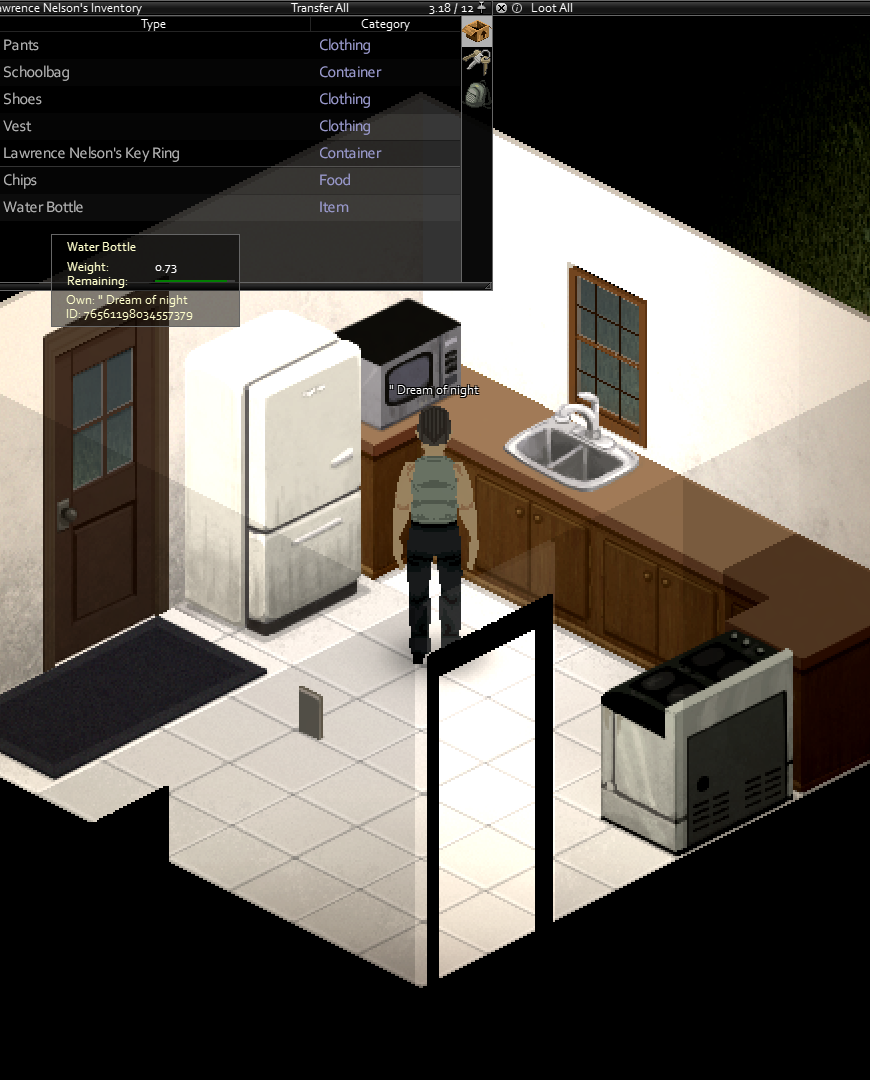 awrence Nelson's Inventory Transfer All 3.18 / 12 Loot All
Type Category
Pants Clothing
Schoolbag Container
Shoes Clothing
Vest Clothing
Lawrence Nelson's Key Ring Container
Chips Food
Water Bottle Item
Water Bottle
Weight: 0.73
Remaining:
Own: " Dream of night
ID: 76561198034557379
" Dream of night